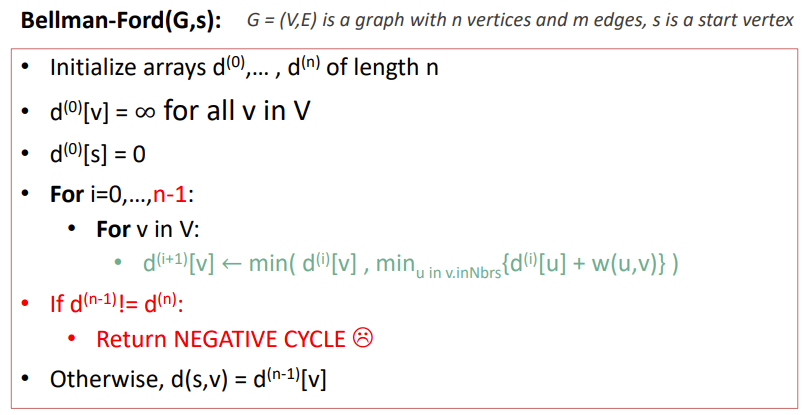 Bellman-Ford(G,s): G = (V,E) is a graph with n vertices and m edges, s is a start vertex
• Initialize arrays d⁽⁰⁾,… , d⁽ⁿ⁾ of length n
• d⁽⁰⁾[v] = ∞ for all v in V
• d⁽⁰⁾[s] = 0
• For i=0,…,n-1:
• For v in V:
• d⁽ⁱ⁺¹⁾[v] ← min( d⁽ⁱ⁾[v] , min_{u in v.inNbrs}{d⁽ⁱ⁾[u] + w(u,v)} )
• If d⁽ⁿ⁻¹⁾!= d⁽ⁿ⁾:
• Return NEGATIVE CYCLE ☹
• Otherwise, d(s,v) = d⁽ⁿ⁻¹⁾[v]